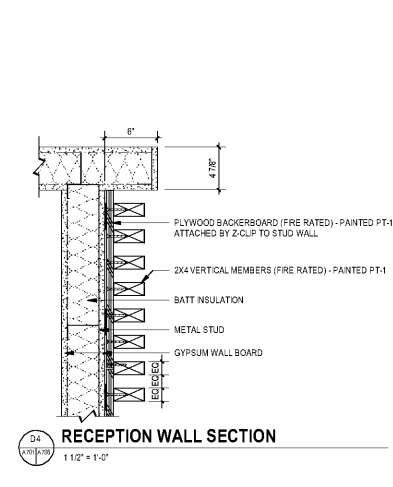 6"
4 7/8"
PLYWOOD BACKERBOARD (FIRE RATED) - PAINTED PT-1
ATTACHED BY Z-CLIP TO STUD WALL
2X4 VERTICAL MEMBERS (FIRE RATED) - PAINTED PT-1
BATT INSULATION
METAL STUD
GYPSUM WALL BOARD
EQ
EQ
EQ
D4
A701 A706
RECEPTION WALL SECTION
1 1/2" = 1'-0"